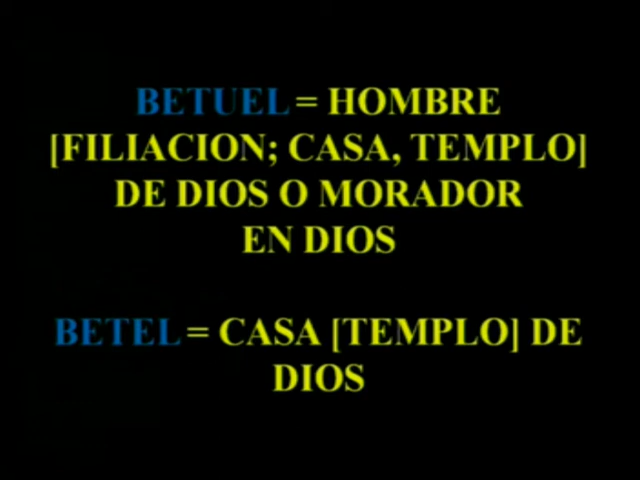 BETUEL = HOMBRE
[FILIACION; CASA, TEMPLO]
DE DIOS O MORADOR
EN DIOS
BETEL = CASA [TEMPLO] DE
DIOS